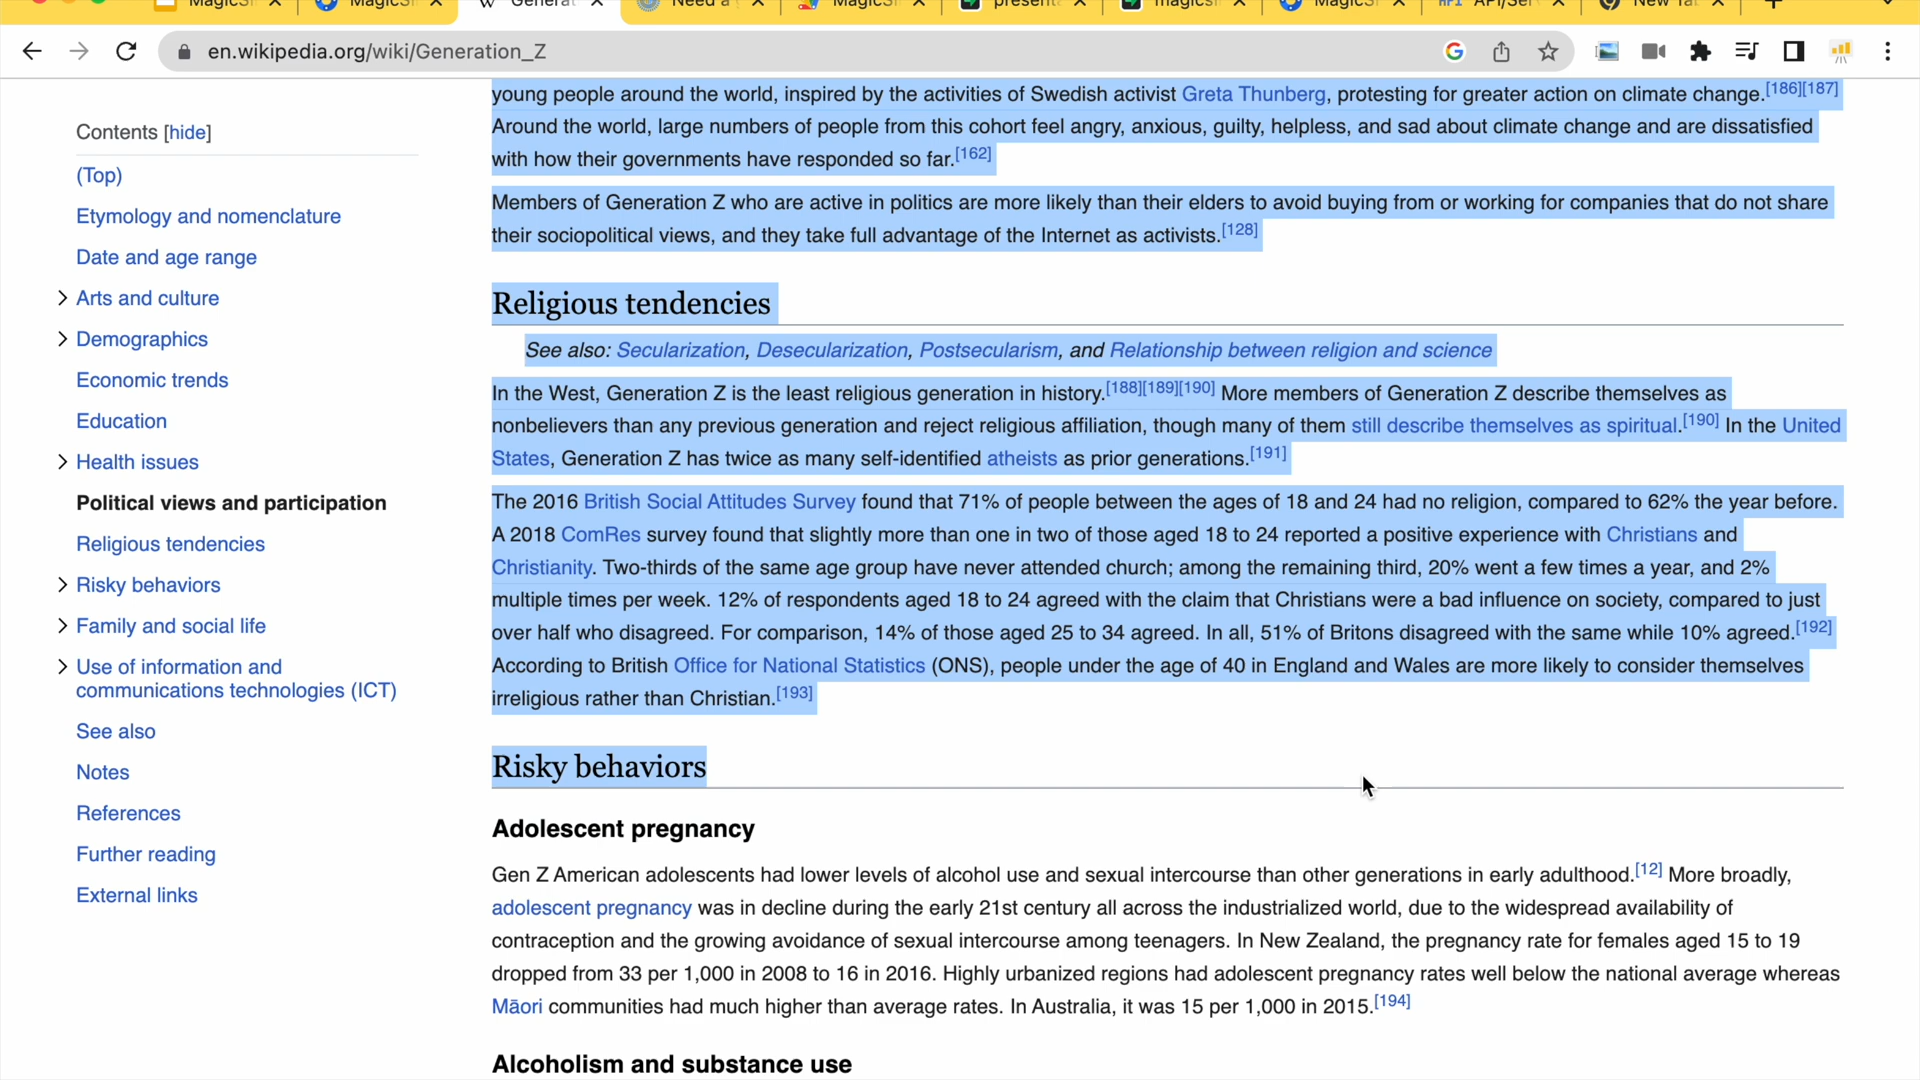 en.wikipedia.org/wiki/Generation_Z
Contents [hide]
(Top)
Etymology and nomenclature
Date and age range
Arts and culture
Demographics
Economic trends
Education
Health issues
Political views and participation
Religious tendencies
Risky behaviors
Family and social life
Use of information and
communications technologies (ICT)
See also
Notes
References
Further reading
External links
young people around the world, inspired by the activities of Swedish activist Greta Thunberg, protesting for greater action on climate change.[186][187]
Around the world, large numbers of people from this cohort feel angry, anxious, guilty, helpless, and sad about climate change and are dissatisfied
with how their governments have responded so far.[162]
Members of Generation Z who are active in politics are more likely than their elders to avoid buying from or working for companies that do not share
their sociopolitical views, and they take full advantage of the Internet as activists.[128]
Religious tendencies
See also: Secularization, Desecularization, Postsecularism, and Relationship between religion and science
In the West, Generation Z is the least religious generation in history.[188][189][190] More members of Generation Z describe themselves as
nonbelievers than any previous generation and reject religious affiliation, though many of them still describe themselves as spiritual.[190] In the United
States, Generation Z has twice as many self-identified atheists as prior generations.[191]
The 2016 British Social Attitudes Survey found that 71% of people between the ages of 18 and 24 had no religion, compared to 62% the year before.
A 2018 ComRes survey found that slightly more than one in two of those aged 18 to 24 reported a positive experience with Christians and
Christianity. Two-thirds of the same age group have never attended church; among the remaining third, 20% went a few times a year, and 2%
multiple times per week. 12% of respondents aged 18 to 24 agreed with the claim that Christians were a bad influence on society, compared to just
over half who disagreed. For comparison, 14% of those aged 25 to 34 agreed. In all, 51% of Britons disagreed with the same while 10% agreed.[192]
According to British Office for National Statistics (ONS), people under the age of 40 in England and Wales are more likely to consider themselves
irreligious rather than Christian.[193]
Risky behaviors
Adolescent pregnancy
Gen Z American adolescents had lower levels of alcohol use and sexual intercourse than other generations in early adulthood.[12] More broadly,
adolescent pregnancy was in decline during the early 21st century all across the industrialized world, due to the widespread availability of
contraception and the growing avoidance of sexual intercourse among teenagers. In New Zealand, the pregnancy rate for females aged 15 to 19
dropped from 33 per 1,000 in 2008 to 16 in 2016. Highly urbanized regions had adolescent pregnancy rates well below the national average whereas
Māori communities had much higher than average rates. In Australia, it was 15 per 1,000 in 2015.[194]
Alcoholism and substance use